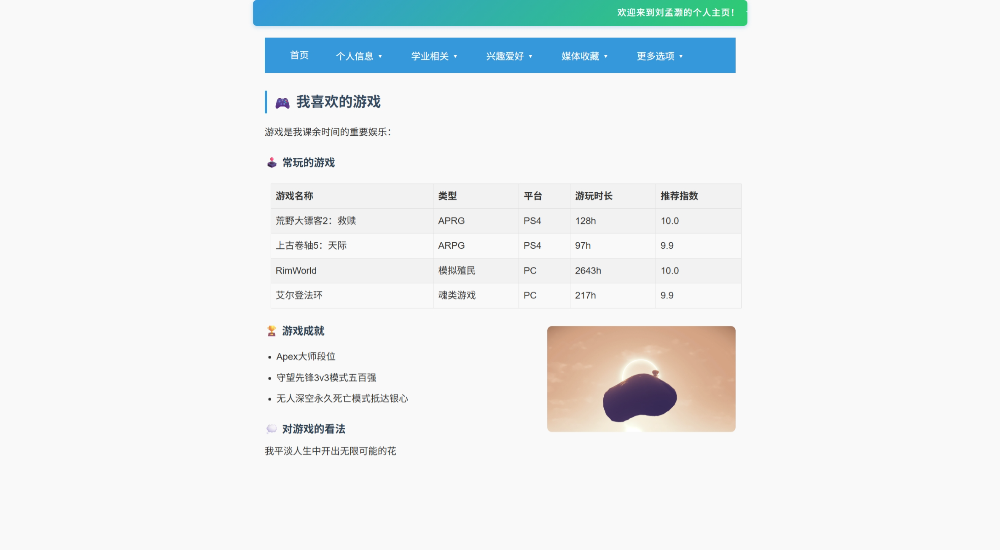 欢迎来到刘孟灏的个人主页！
首页 个人信息 ▼ 学业相关 ▼ 兴趣爱好 ▼ 媒体收藏 ▼ 更多选项 ▼
🎮 我喜欢的游戏
游戏是我课余时间的重要娱乐：
🕹️ 常玩的游戏
游戏名称 类型 平台 游玩时长 推荐指数
荒野大镖客2：救赎 APRG PS4 128h 10.0
上古卷轴5：天际 ARPG PS4 97h 9.9
RimWorld 模拟殖民 PC 2643h 10.0
艾尔登法环 魂类游戏 PC 217h 9.9
🏆 游戏成就
• Apex大师段位
• 守望先锋3v3模式五百强
• 无人深空永久死亡模式抵达银心
💭 对游戏的看法
我平淡人生中开出无限可能的花